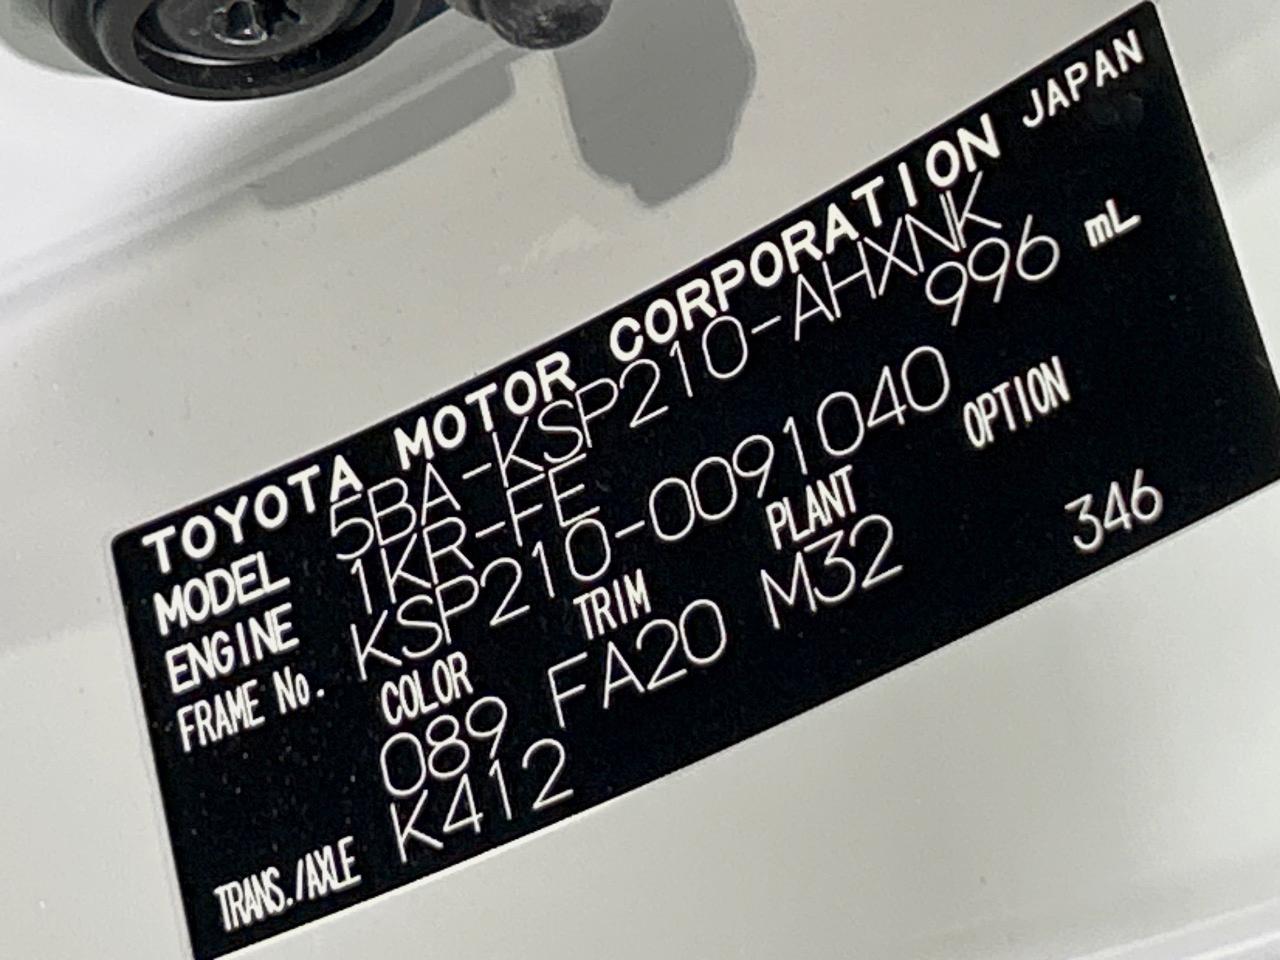 TOYOTA MOTOR CORPORATION JAPAN
MODEL 5BA-KSP210-AHXNK
ENGINE 1KR-FE 996 mL
FRAME No. KSP210-0091040
COLOR TRIM PLANT OPTION
089 FA20 M32 346
TRANS./AXLE K412